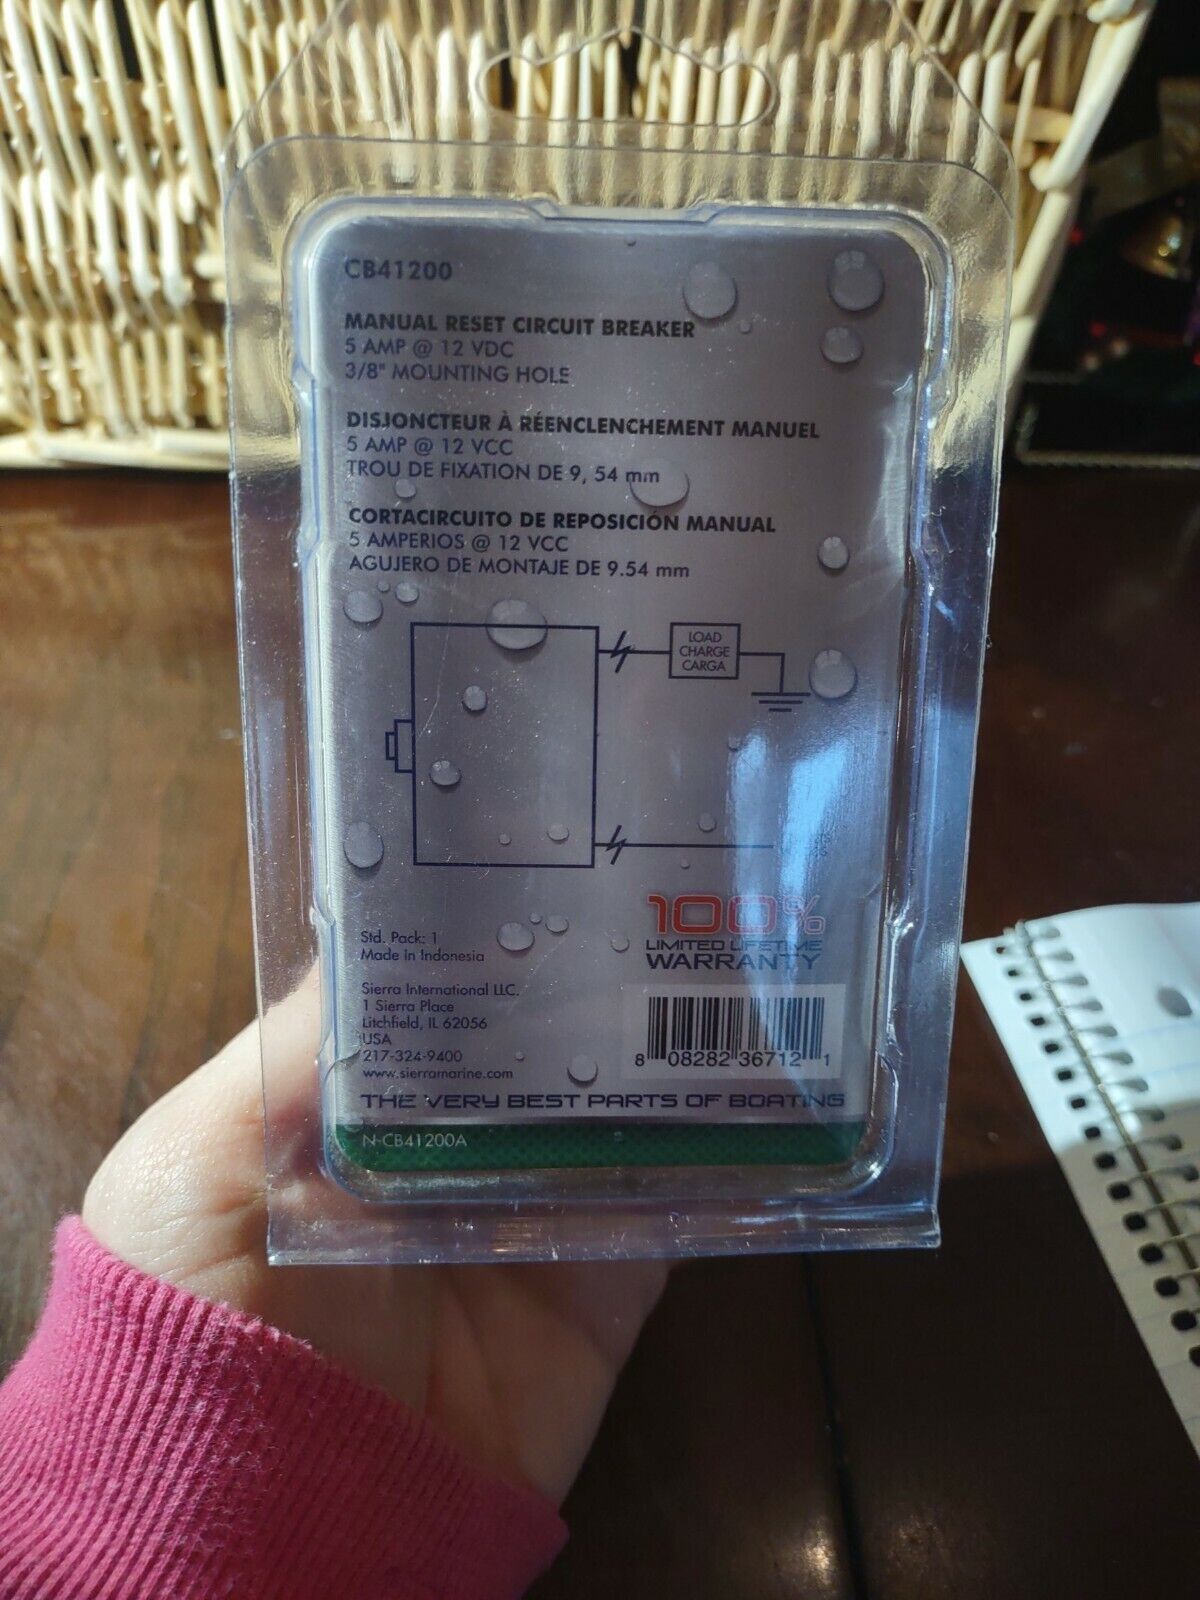 CB41200
MANUAL RESET CIRCUIT BREAKER
5 AMP @ 12 VDC
3/8" MOUNTING HOLE
DISJONCTEUR À RÉENCLENCHEMENT MANUEL
5 AMP @ 12 VCC
TROU DE FIXATION DE 9, 54 mm
CORTACIRCUITO DE REPOSICIÓN MANUAL
5 AMPERIOS @ 12 VCC
AGUJERO DE MONTAJE DE 9.54 mm
LOAD
CHARGE
CARGA
100%
LIMITED LIFETIME
WARRANTY
Std. Pack: 1
Made in Indonesia
Sierra International LLC.
1 Sierra Place
Litchfield, IL 62056
USA
217-324-9400
www.sierramarine.com
8 08282 36712 1
THE VERY BEST PARTS OF BOATING
N-CB41200A